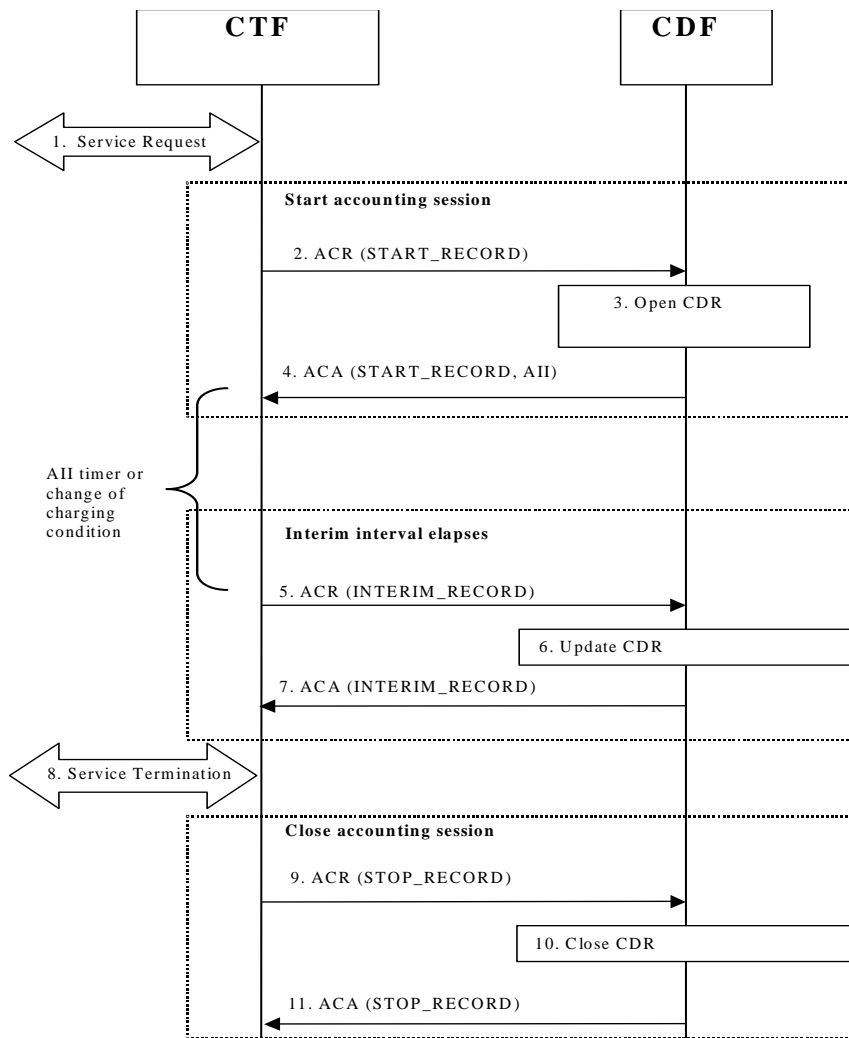 CTF
CDF
1. Service Request
Start accounting session
2. ACR (START_RECORD)
3. Open CDR
4. ACA (START_RECORD, AII)
AII timer or
change of
charging
condition
Interim interval elapses
5. ACR (INTERIM_RECORD)
6. Update CDR
7. ACA (INTERIM_RECORD)
8. Service Termination
Close accounting session
9. ACR (STOP_RECORD)
10. Close CDR
11. ACA (STOP_RECORD)